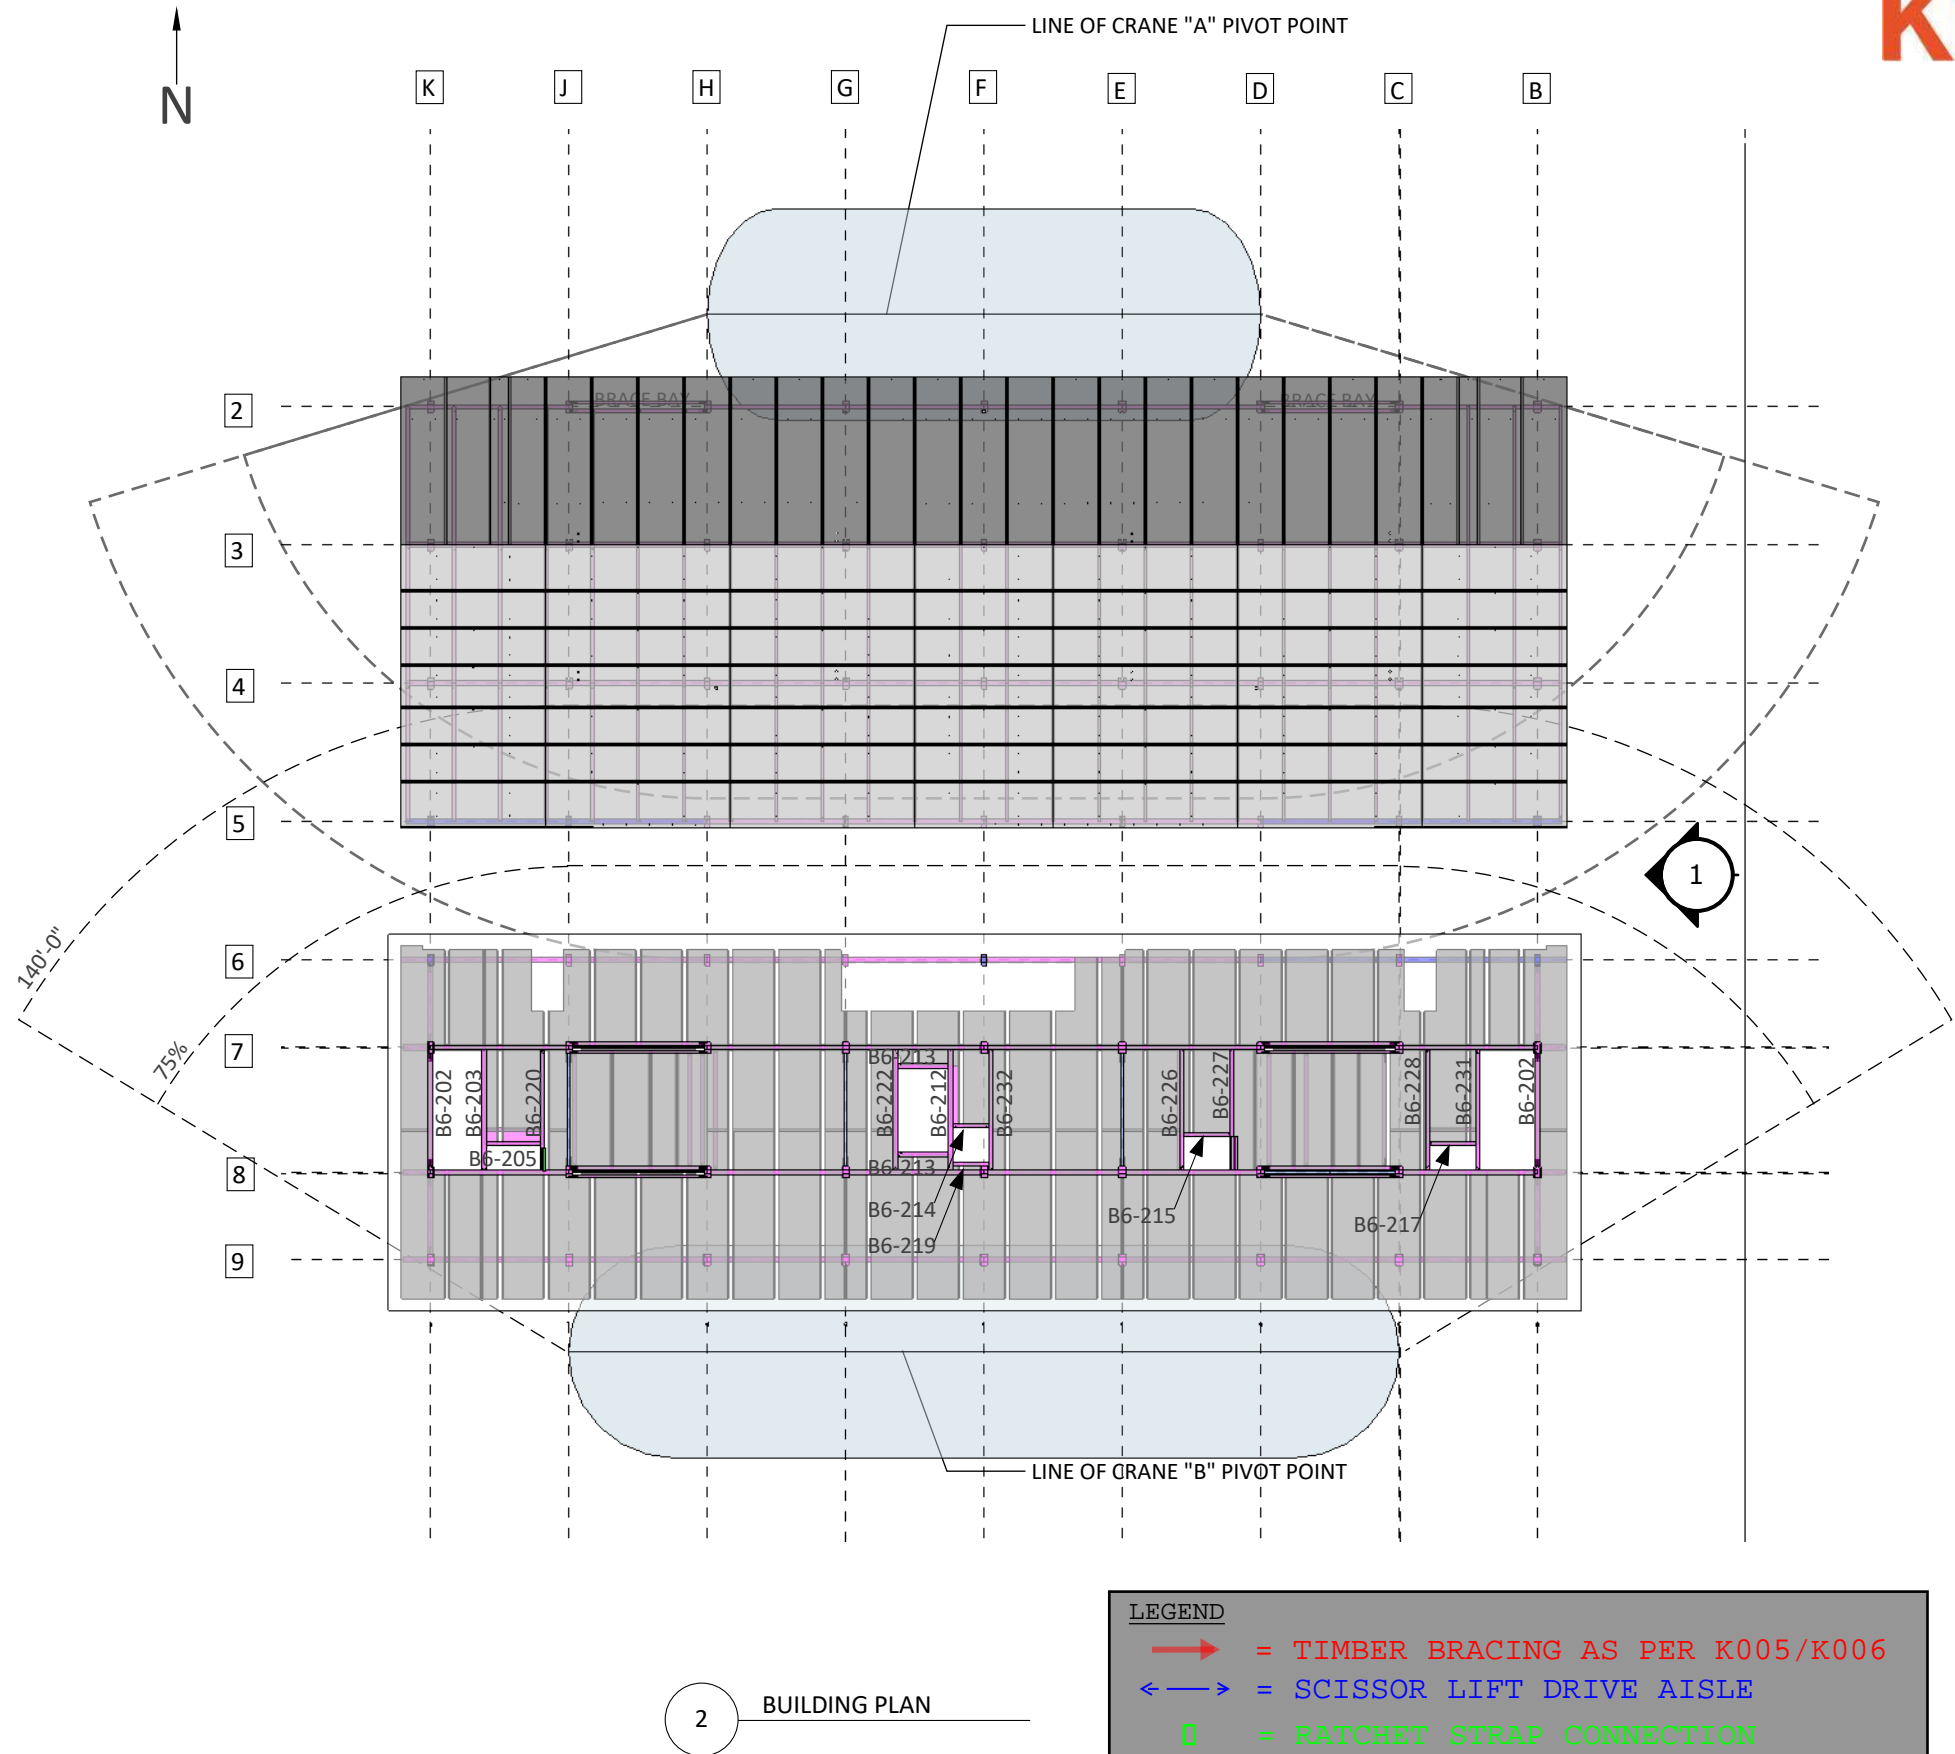 LINE OF CRANE "A" PIVOT POINT
K
N
K J H G F E D C B
2
BRACE BAY
BRACE BAY
3
4
5
1
140'-0"
6
75%
7
B6-202
B6-203
B6-220
B6-205
B6-213
B6-222
B6-212
B6-232
B6-213
B6-214
B6-219
B6-226
B6-227
B6-215
B6-228
B6-231
B6-202
B6-217
8
9
LINE OF CRANE "B" PIVOT POINT
2 BUILDING PLAN
LEGEND
= TIMBER BRACING AS PER K005/K006
= SCISSOR LIFT DRIVE AISLE
= RATCHET STRAP CONNECTION